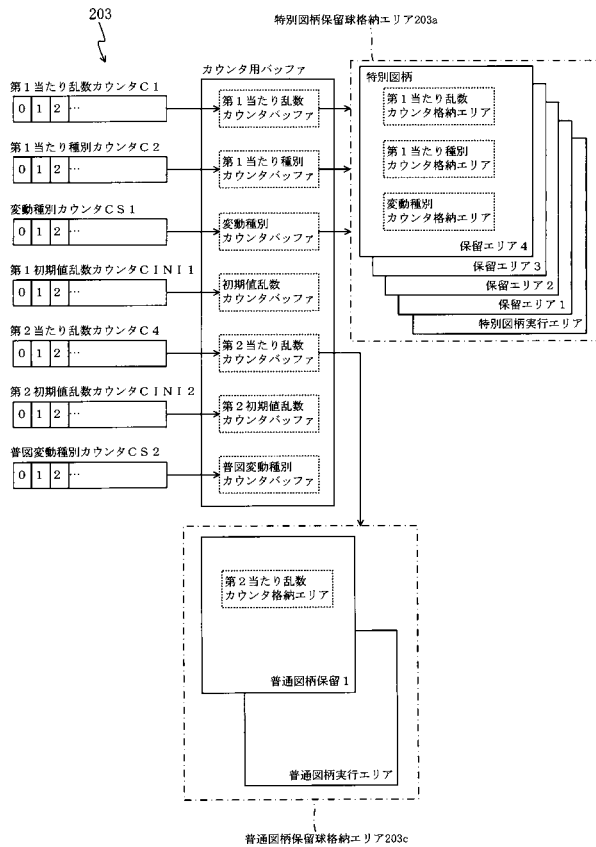 203
特別図柄保留球格納エリア203a
カウンタ用バッファ
第1当たり乱数カウンタC1
0 1 2 …
第1当たり乱数
カウンタバッファ
第1当たり種別カウンタC2
0 1 2 …
第1当たり種別
カウンタバッファ
変動種別カウンタCS1
0 1 2 …
変動種別
カウンタバッファ
第1初期値乱数カウンタCINI1
0 1 2 …
初期値乱数
カウンタバッファ
第2当たり乱数カウンタC4
0 1 2 …
第2当たり乱数
カウンタバッファ
第2初期値乱数カウンタCINI2
0 1 2 …
第2初期値乱数
カウンタバッファ
普図変動種別カウンタCS2
0 1 2 …
普図変動種別
カウンタバッファ
特別図柄
第1当たり乱数
カウンタ格納エリア
第1当たり種別
カウンタ格納エリア
変動種別
カウンタ格納エリア
保留エリア4
保留エリア3
保留エリア2
保留エリア1
特別図柄実行エリア
第2当たり乱数
カウンタ格納エリア
普通図柄保留1
普通図柄実行エリア
普通図柄保留球格納エリア203c